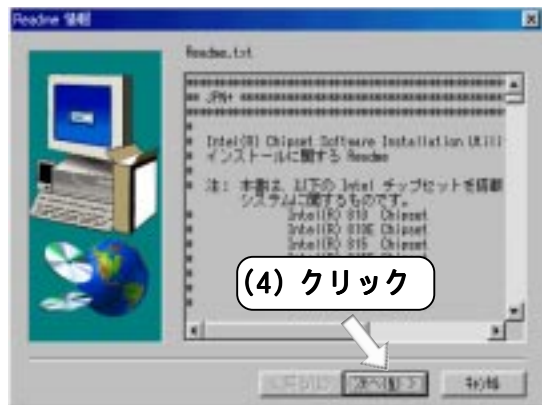 Readme 情報
Readme.txt
## JPN+ ##
Intel(R) Chipset Software Installation Utili
インストールに関する Readme
注: 本書は、以下の Intel チップセットを搭載
システムに関するものです。
Intel(R) 810 Chipset
Intel(R) 810E Chipset
Intel(R) 815 Chipset
(4) クリック
次へ(N) >
キャンセル